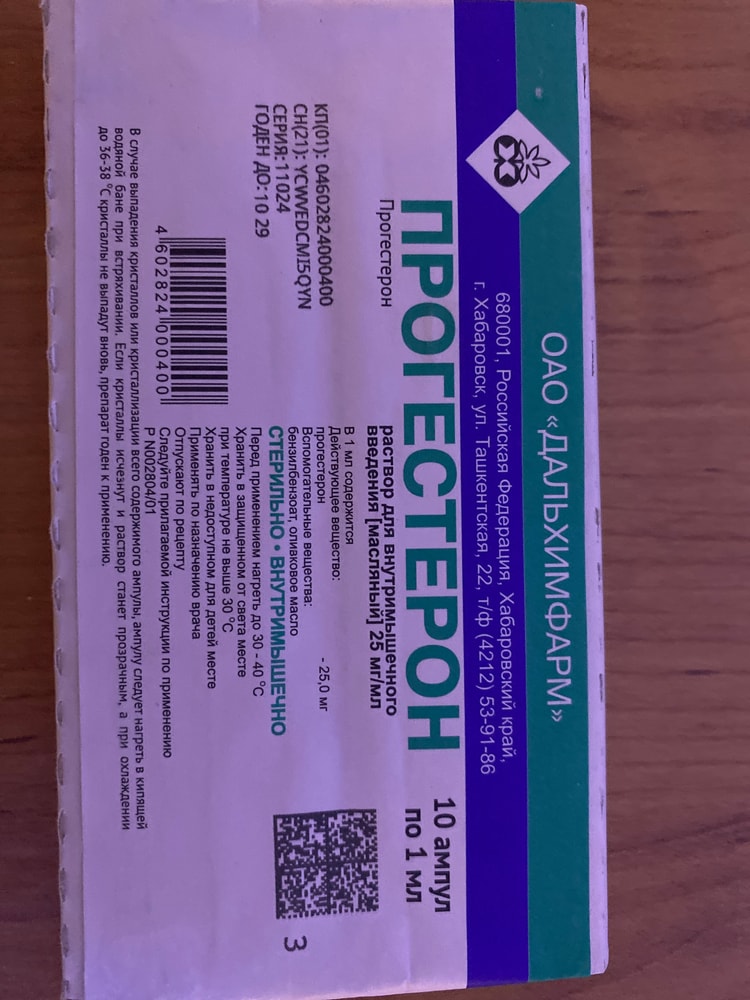 ОАО «ДАЛЬХИМФАРМ»
680001, Российская Федерация, Хабаровский край,
г. Хабаровск, ул. Ташкентская, 22, т/ф (4212) 53-91-86
ПРОГЕСТЕРОН
10 ампул
по 1 мл
Прогестерон
раствор для внутримышечного
введения [масляный] 25 мг/мл
КП(01): 04602824000400
СН(21): YCWVEDCMI5QYN
СЕРИЯ:11024
ГОДЕН ДО:10 29
В 1 мл содержится
Действующее вещество:
прогестерон - 25,0 мг
Вспомогательные вещества:
бензилбензоат, оливковое масло
СТЕРИЛЬНО • ВНУТРИМЫШЕЧНО
Перед применением нагреть до 30 - 40 °С
Хранить в защищенном от света месте
при температуре не выше 30 °С
Хранить в недоступном для детей месте
Применять по назначению врача
Отпускают по рецепту
Следуйте прилагаемой инструкции по применению
Р N002804/01
3
4 602824 000400
В случае выпадения кристаллов или кристаллизации всего содержимого ампулы, ампулу следует нагреть в кипящей
водяной бане при встряхивании. Если кристаллы исчезнут и раствор станет прозрачным, а при охлаждении
до 36-38 °С кристаллы не выпадут вновь, препарат годен к применению.